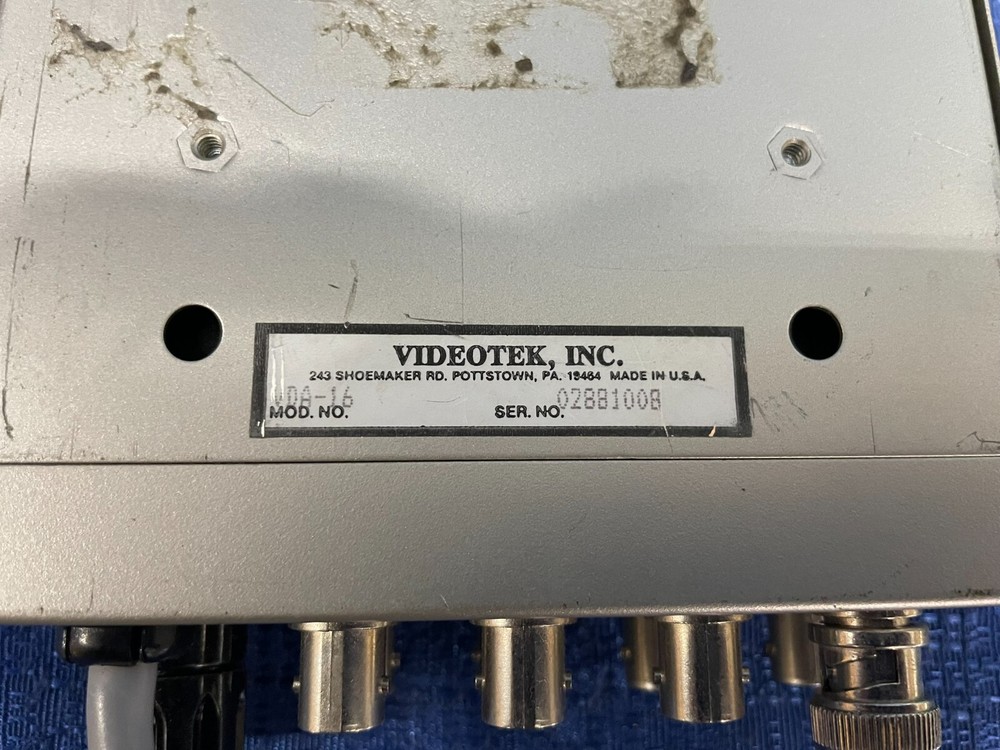 VIDEOTEK, INC.
243 SHOEMAKER RD. POTTSTOWN, PA. 19464 MADE IN U.S.A.
VDA-16 02881008
MOD. NO. SER. NO.